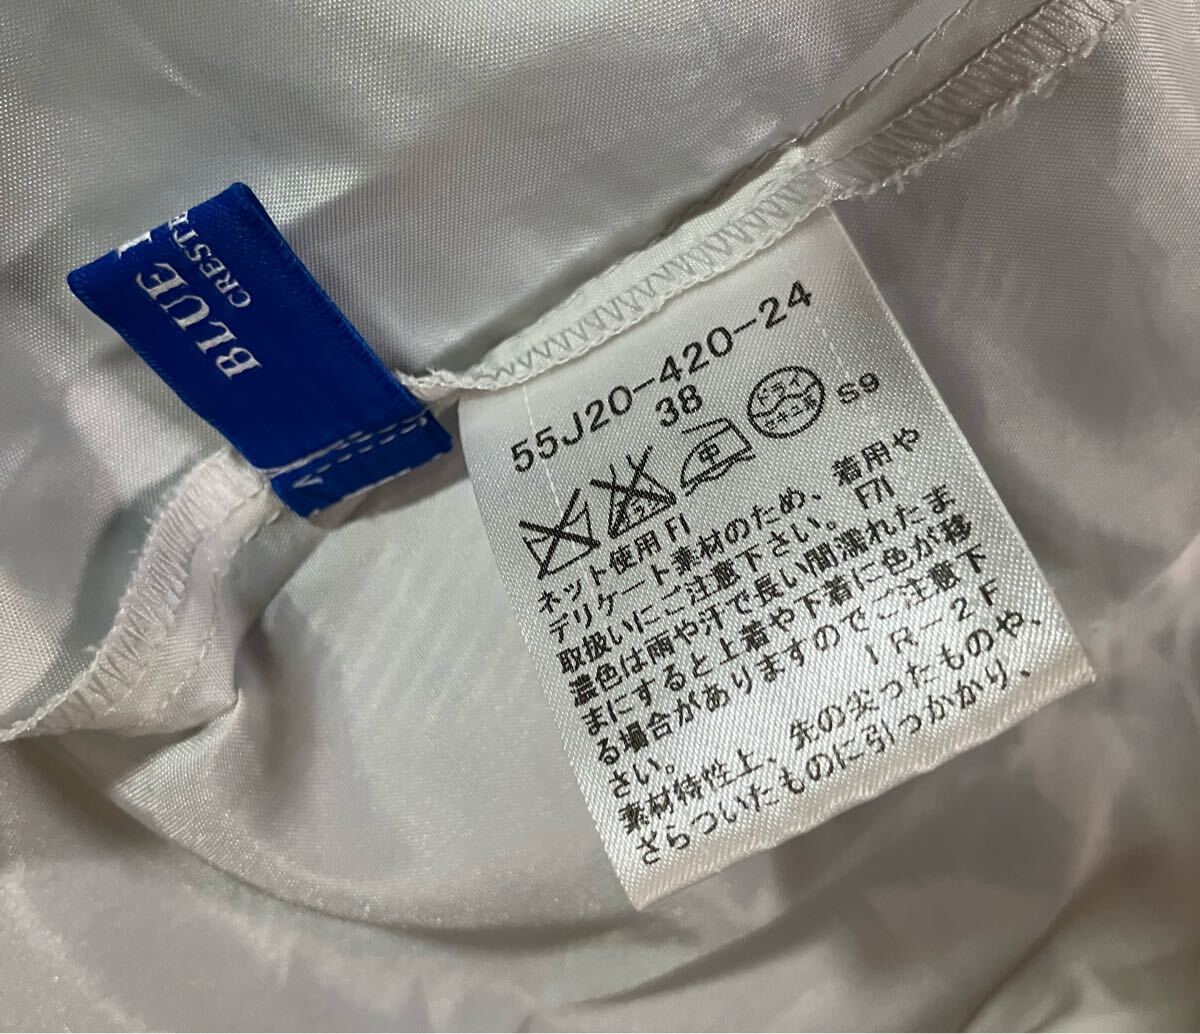 BLUE
CRESTE
55J20-420-24
38
中
ドライ
セキユ系
S9
ネット使用 FI
デリケート素材のため、着用や
取扱いにご注意下さい。 F7I
濃色は雨や汗で長い間濡れたま
まにすると上着や下着に色が移
る場合がありますのでご注意下
さい。 IR-2F
素材特性上、先の尖ったものや、
ざらついたものに引っかかり、